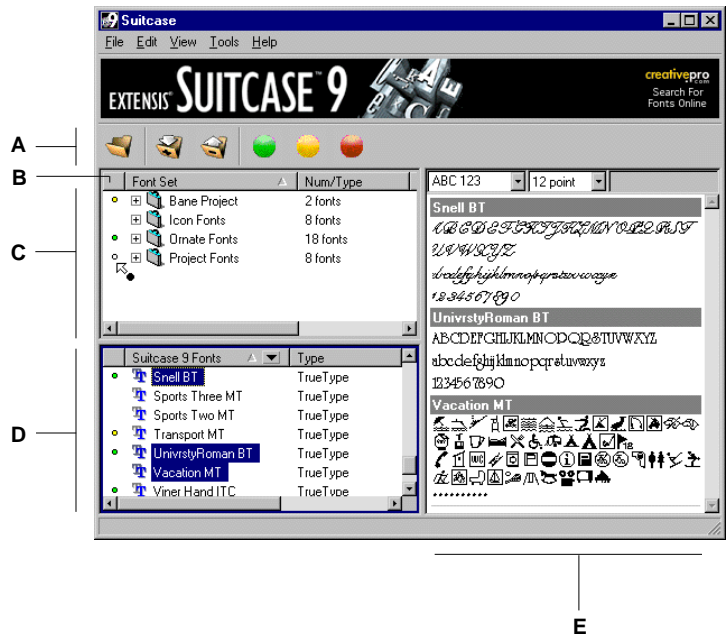 Suitcase
File Edit View Tools Help
EXTENSIS SUITCASE™ 9
creativepro
.com
Search For
Fonts Online
A
B
C
D
E
Font Set Num/Type
Bane Project 2 fonts
Icon Fonts 8 fonts
Ornate Fonts 18 fonts
Project Fonts 8 fonts
Suitcase 9 Fonts Type
Snell BT TrueType
Sports Three MT TrueType
Sports Two MT TrueType
Transport MT TrueType
UnivrstyRoman BT TrueType
Vacation MT TrueType
Viner Hand ITC TrueType
ABC 123 12 point
Snell BT
ABCDEFGHIJKLMNOPQRST
UVWXYZ
abcdefghijklmnopqrstuvwxyz
1234567890
UnivrstyRoman BT
ABCDEFGHIJKLMNOPQRSTUVWXYZ
abcdefghijklmnopqrstuvwxyz
1234567890
Vacation MT